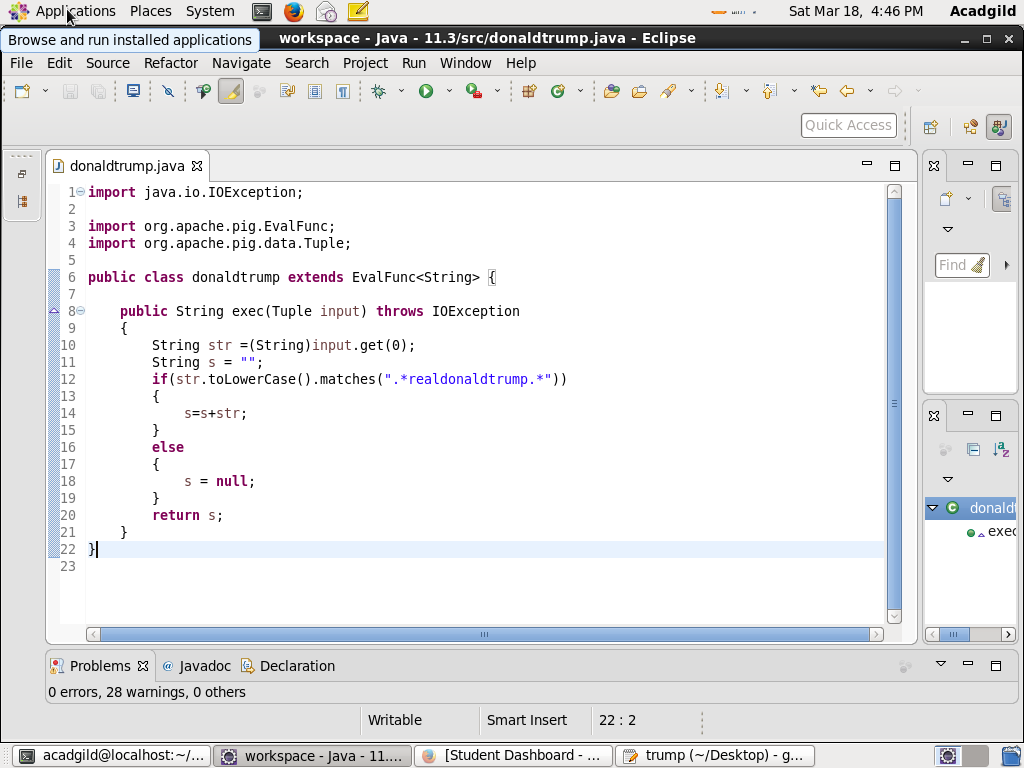 Applications Places System Sat Mar 18, 4:46 PM Acadgild
Browse and run installed applications
workspace - Java - 11.3/src/donaldtrump.java - Eclipse
File Edit Source Refactor Navigate Search Project Run Window Help
Quick Access
donaldtrump.java
1 import java.io.IOException;
2
3 import org.apache.pig.EvalFunc;
4 import org.apache.pig.data.Tuple;
5
6 public class donaldtrump extends EvalFunc<String> {
7
8 public String exec(Tuple input) throws IOException
9 {
10 String str =(String)input.get(0);
11 String s = "";
12 if(str.toLowerCase().matches(".*realdonaldtrump.*"))
13 {
14 s=s+str;
15 }
16 else
17 {
18 s = null;
19 }
20 return s;
21 }
22 }
23
Find
donaldt
exec
Problems @ Javadoc Declaration
0 errors, 28 warnings, 0 others
Writable Smart Insert 22 : 2
acadgild@localhost:~/... workspace - Java - 11.... [Student Dashboard - ... trump (~/Desktop) - g...